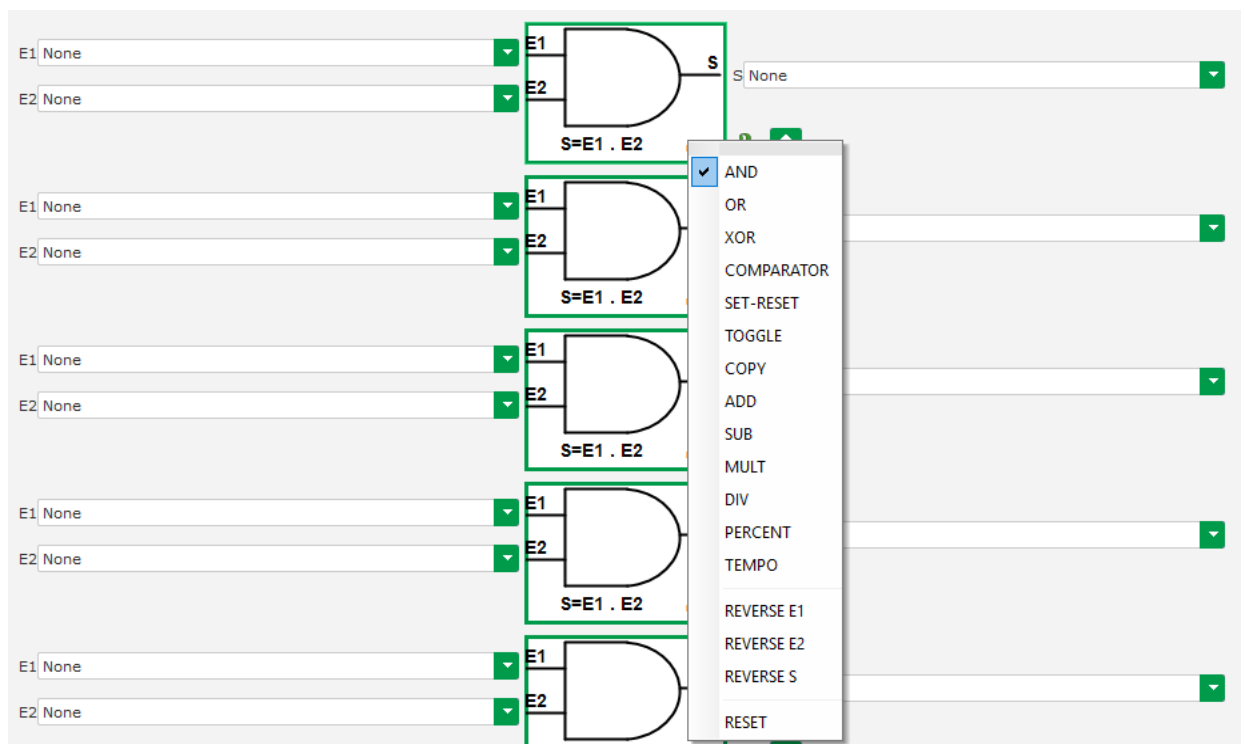 E1 None E1
S
S None
E2 None E2
S=E1 . E2
AND
OR
XOR
COMPARATOR
SET-RESET
TOGGLE
COPY
ADD
SUB
MULT
DIV
PERCENT
TEMPO
REVERSE E1
REVERSE E2
REVERSE S
RESET
E1 None E1
E2 None E2
S=E1 . E2
E1 None E1
E2 None E2
S=E1 . E2
E1 None E1
E2 None E2
S=E1 . E2
E1 None E1
E2 None E2